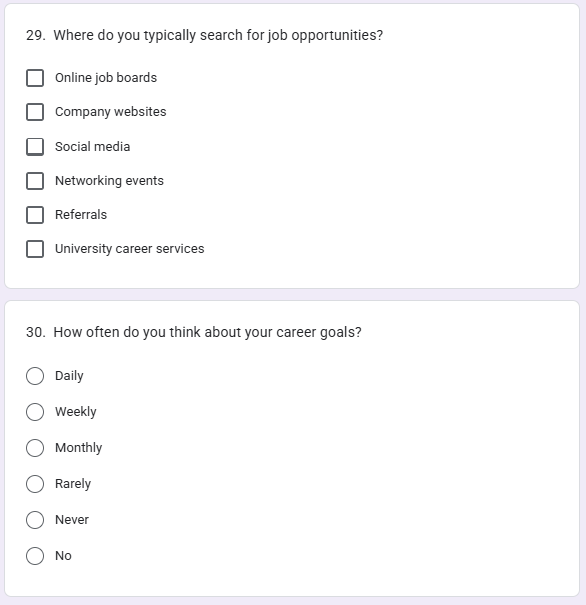 29. Where do you typically search for job opportunities?
Online job boards
Company websites
Social media
Networking events
Referrals
University career services
30. How often do you think about your career goals?
Daily
Weekly
Monthly
Rarely
Never
No